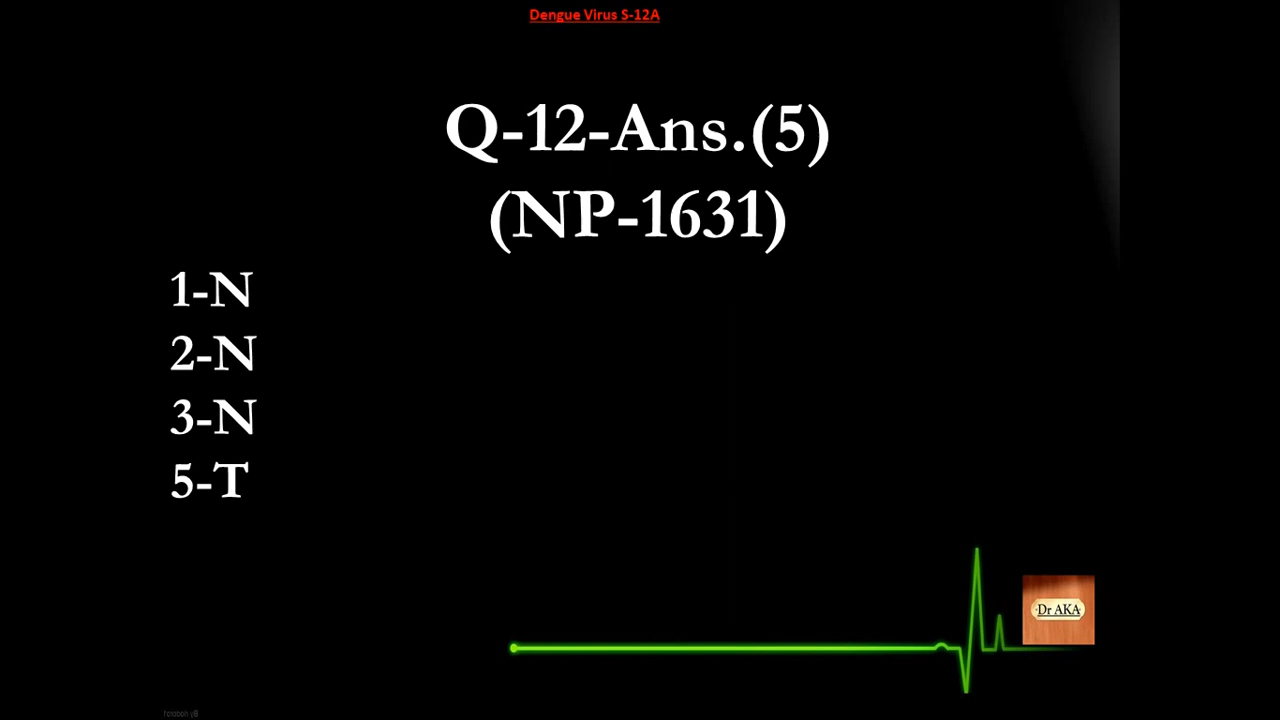 Dengue Virus S-12A
Q-12-Ans.(5)
(NP-1631)
1-N
2-N
3-N
5-T
Dr AKA